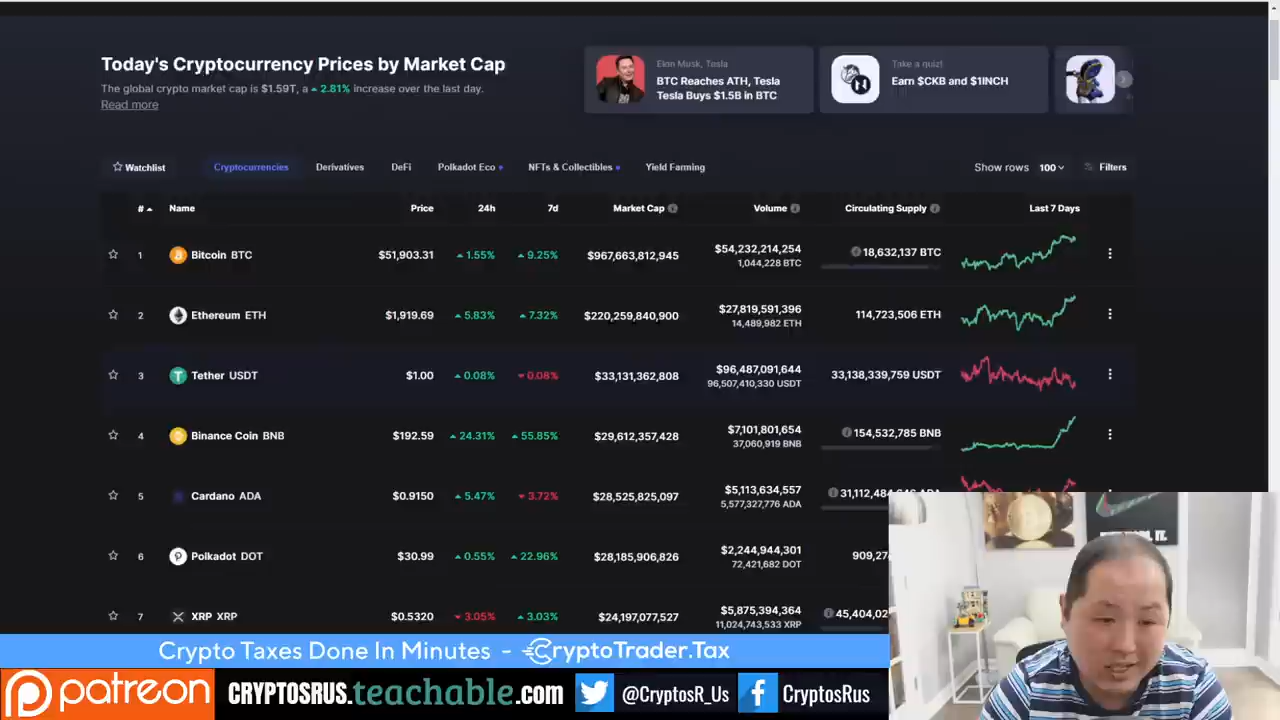 Today's Cryptocurrency Prices by Market Cap
The global crypto market cap is $1.59T, a 2.81% increase over the last day.
Read more
Elon Musk, Tesla
BTC Reaches ATH, Tesla
Tesla Buys $1.5B in BTC
Take a quiz!
Earn $CKB and $1INCH
Watchlist Cryptocurrencies Derivatives DeFi Polkadot Eco NFTs & Collectibles Yield Farming Show rows 100 Filters
# Name Price 24h 7d Market Cap Volume Circulating Supply Last 7 Days
1 Bitcoin BTC $51,903.31 1.55% 9.25% $967,663,812,945 $54,232,214,254 18,632,137 BTC
1,044,228 BTC
2 Ethereum ETH $1,919.69 5.83% 7.32% $220,259,840,900 $27,819,591,396 114,723,506 ETH
14,489,982 ETH
3 Tether USDT $1.00 0.08% 0.08% $33,131,362,808 $96,487,091,644 33,138,339,759 USDT
96,507,410,330 USDT
4 Binance Coin BNB $192.59 24.31% 55.85% $29,612,357,428 $7,101,801,654 154,532,785 BNB
37,060,919 BNB
5 Cardano ADA $0.9150 5.47% 3.72% $28,525,825,097 $5,113,634,557
5,577,327,776 ADA
6 Polkadot DOT $30.99 0.55% 22.96% $28,185,906,826 $2,244,944,301
72,421,682 DOT
7 XRP XRP $0.5320 3.05% 3.03% $24,197,077,527 $5,875,394,364
11,024,743,533 XRP
Crypto Taxes Done In Minutes - CryptoTrader.Tax
patreon CRYPTOSRUS.teachable.com @CryptosR_Us CryptosRus